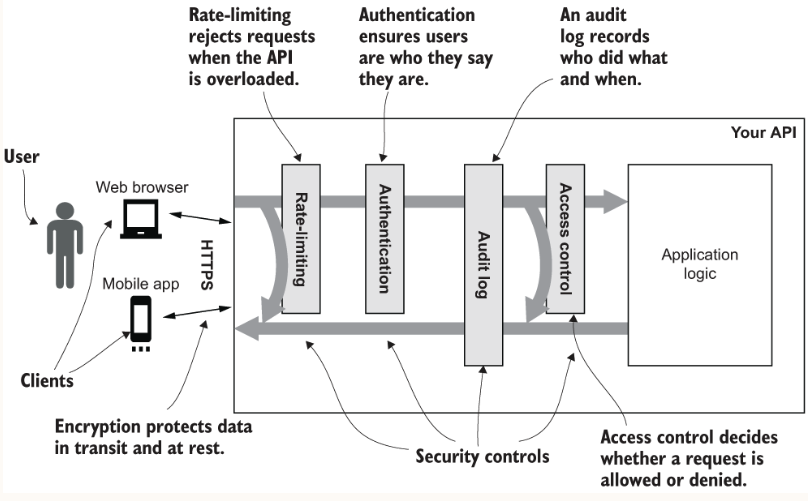 Rate-limiting
rejects requests
when the API
is overloaded.
Authentication
ensures users
are who they say
they are.
An audit
log records
who did what
and when.
Your API
User
Web browser
Mobile app
HTTPS
Rate-limiting
Authentication
Audit log
Access control
Application
logic
Clients
Encryption protects data
in transit and at rest.
Security controls
Access control decides
whether a request is
allowed or denied.